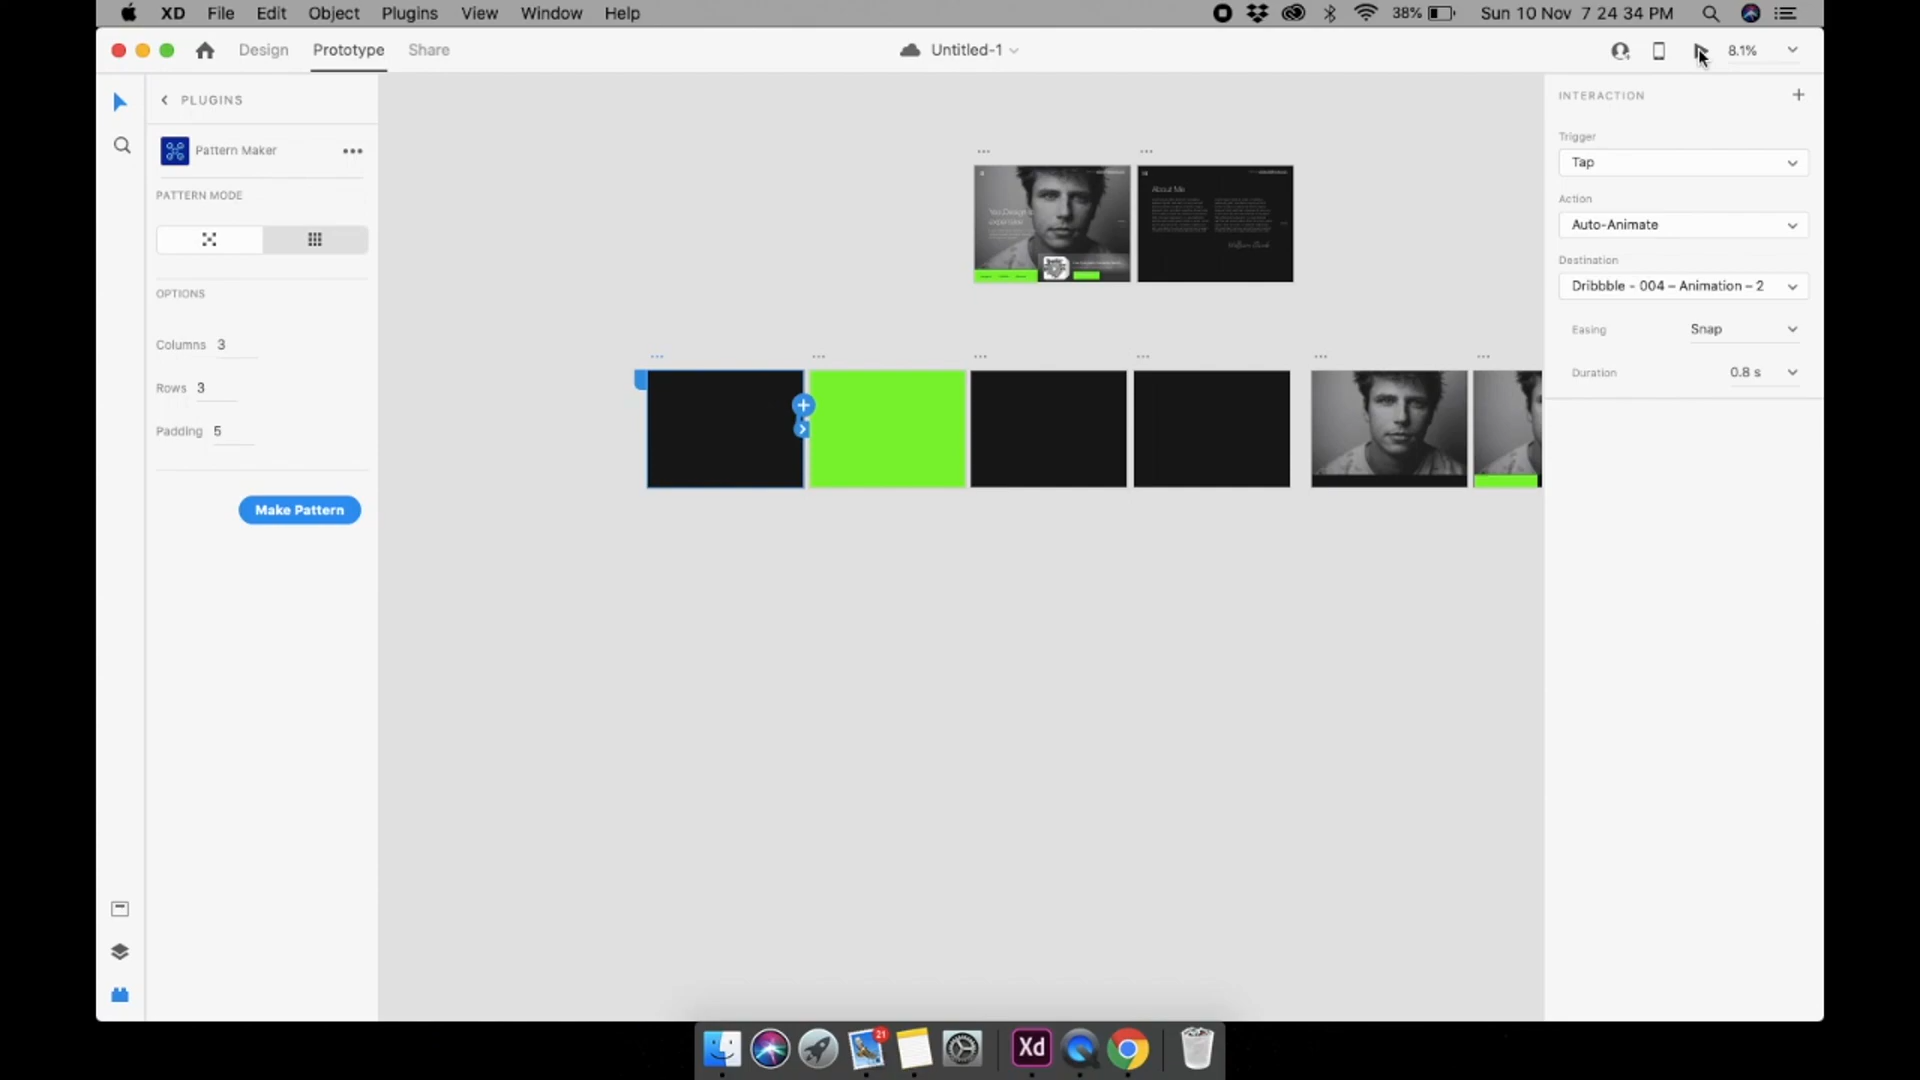 XD File Edit Object Plugins View Window Help
38% Sun 10 Nov 7 24 34 PM
Design Prototype Share
Untitled-1
8.1%
PLUGINS
Pattern Maker
PATTERN MODE
OPTIONS
Columns 3
Rows 3
Padding 5
Make Pattern
About Me
INTERACTION
Trigger
Tap
Action
Auto-Animate
Destination
Dribbble - 004 – Animation – 2
Easing Snap
Duration 0.8 s
21
Xd